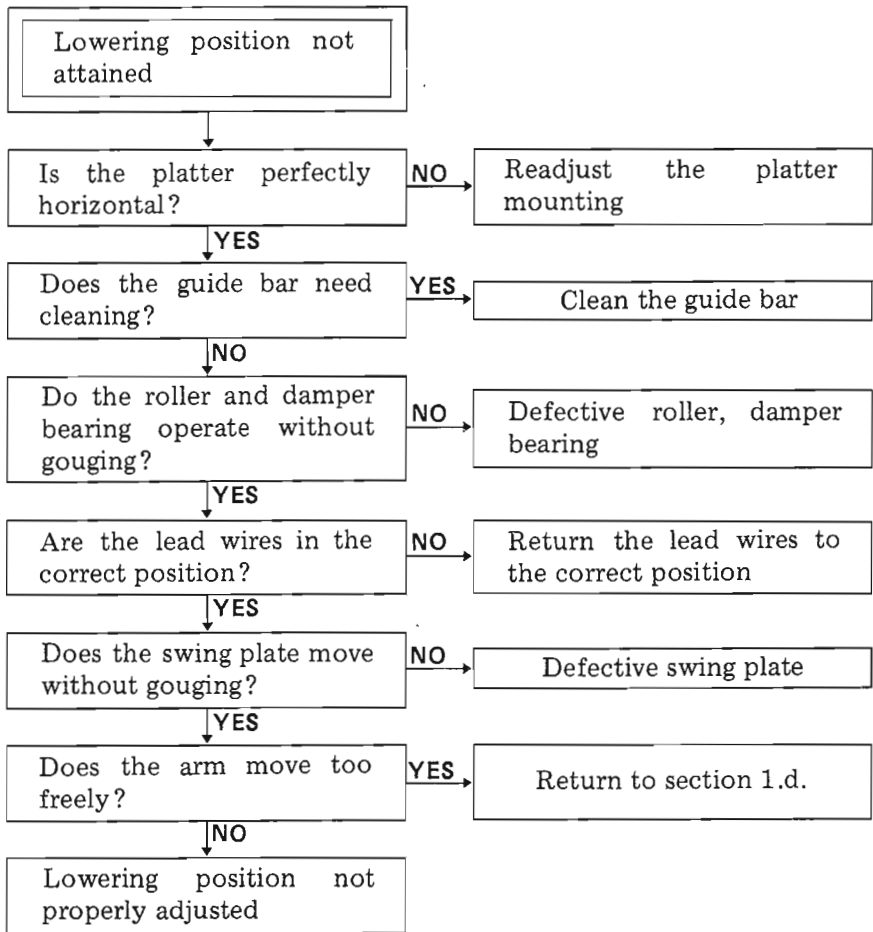 Lowering position not
attained
Is the platter perfectly
horizontal?
NO
Readjust the platter
mounting
YES
Does the guide bar need
cleaning?
YES
Clean the guide bar
NO
Do the roller and damper
bearing operate without
gouging?
NO
Defective roller, damper
bearing
YES
Are the lead wires in the
correct position?
NO
Return the lead wires to
the correct position
YES
Does the swing plate move
without gouging?
NO
Defective swing plate
YES
Does the arm move too
freely?
YES
Return to section 1.d.
NO
Lowering position not
properly adjusted